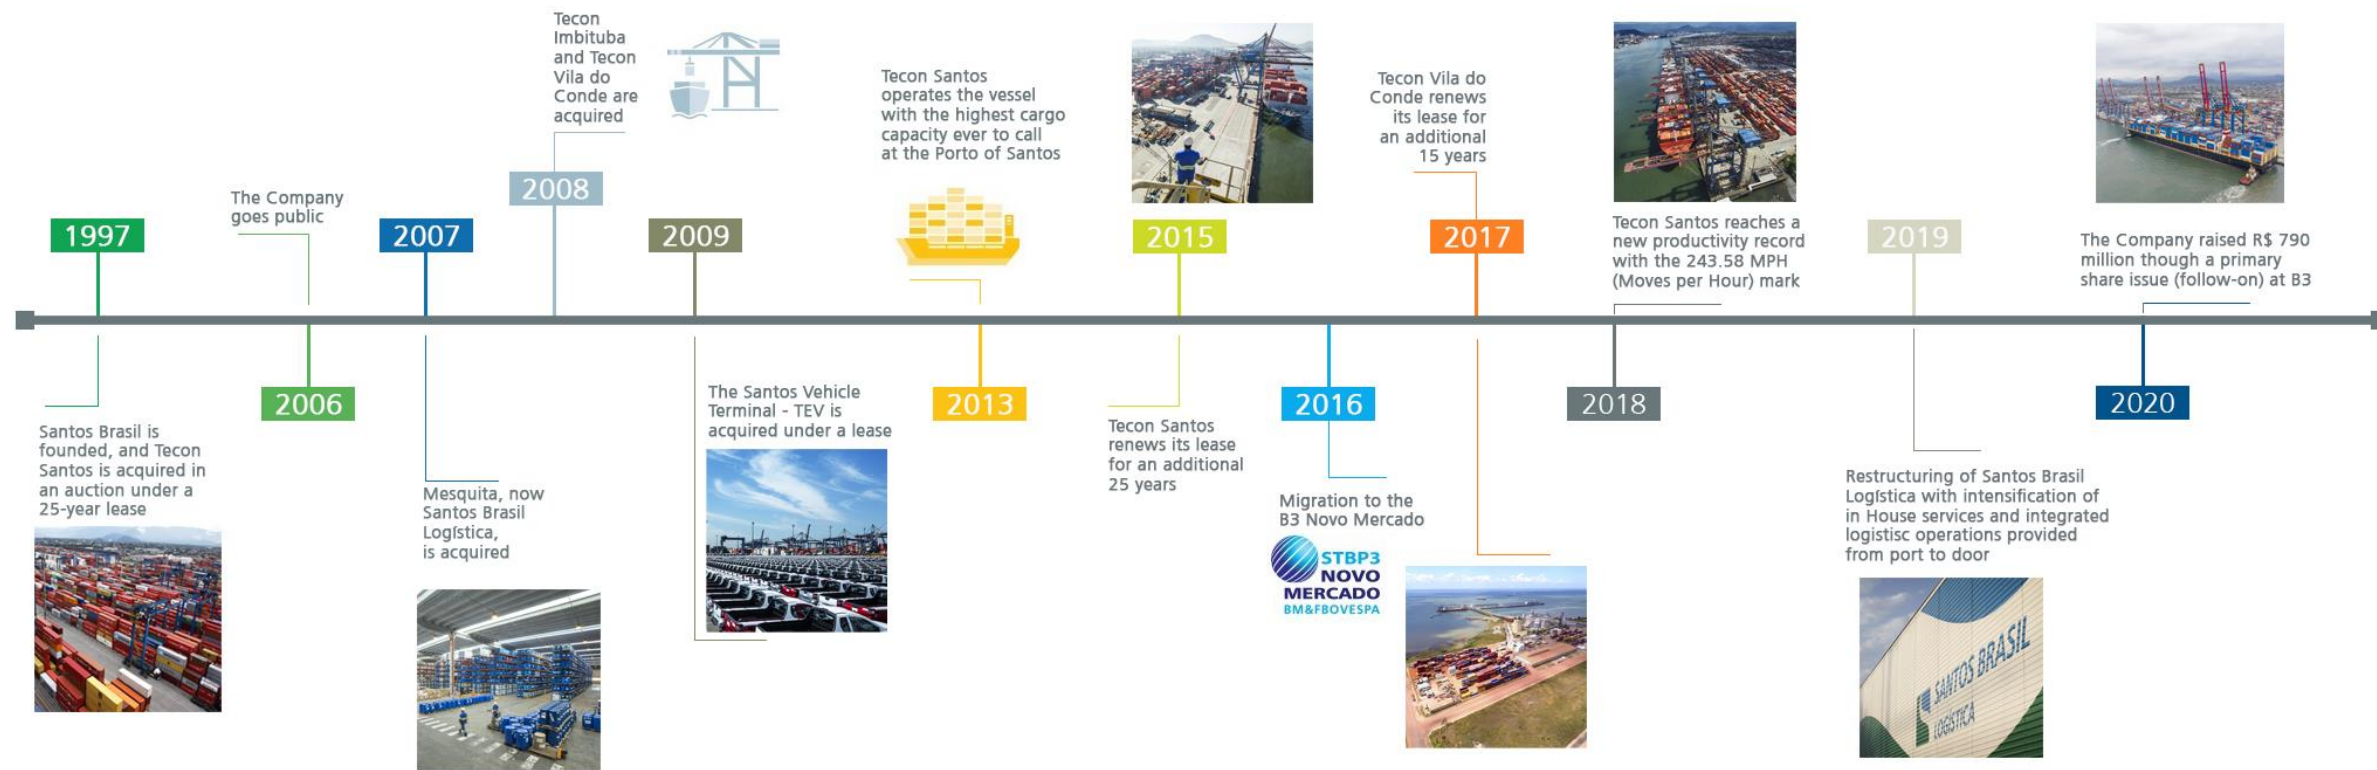 1997
Santos Brasil is
founded, and Tecon
Santos is acquired in
an auction under a
25-year lease
The Company
goes public
2006
2007
Mesquita, now
Santos Brasil
Logística,
is acquired
Tecon
Imbituba
and Tecon
Vila do
Conde are
acquired
2008
2009
The Santos Vehicle
Terminal - TEV is
acquired under a lease
Tecon Santos
operates the vessel
with the highest cargo
capacity ever to call
at the Porto of Santos
2013
2015
Tecon Santos
renews its lease
for an additional
25 years
2016
Migration to the
B3 Novo Mercado
STBP3
NOVO
MERCADO
BM&FBOVESPA
Tecon Vila do
Conde renews
its lease for
an additional
15 years
2017
Tecon Santos reaches a
new productivity record
with the 243.58 MPH
(Moves per Hour) mark
2018
2019
Restructuring of Santos Brasil
Logística with intensification of
in House services and integrated
logistisc operations provided
from port to door
SANTOS BRASIL
LOGÍSTICA
The Company raised R$ 790
million though a primary
share issue (follow-on) at B3
2020